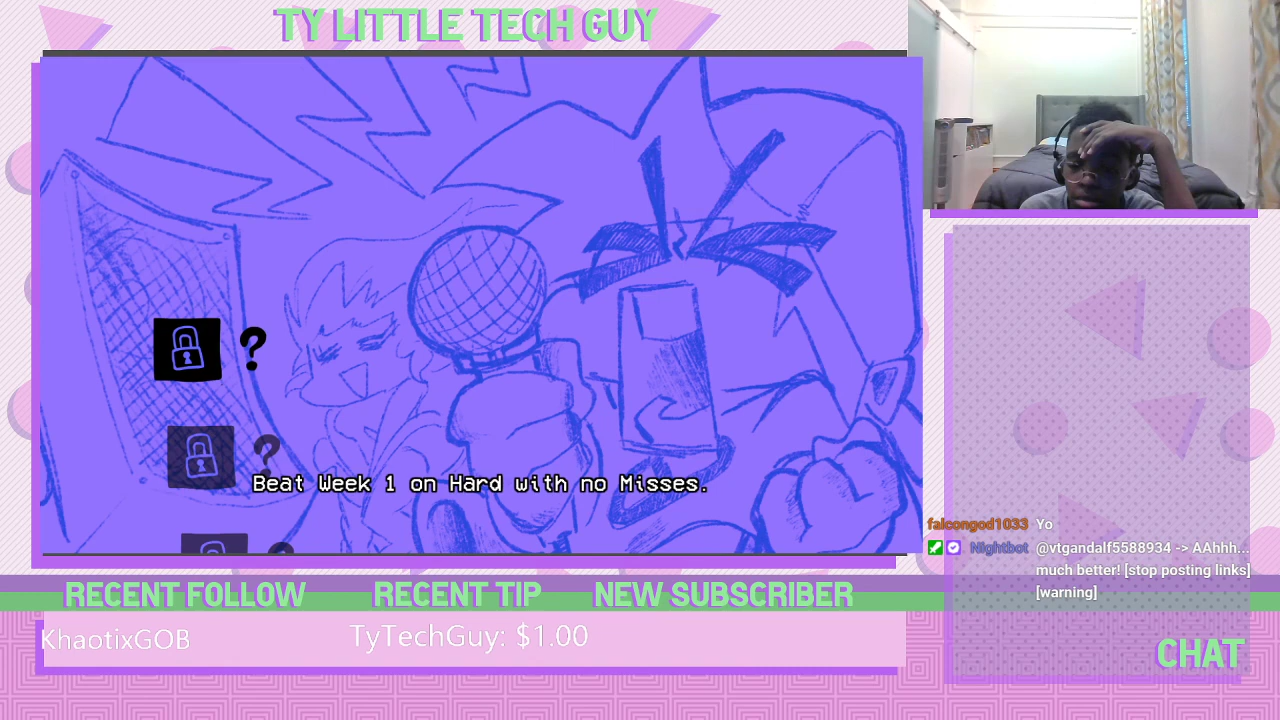 TY LITTLE TECH GUY
?
?
Beat Week 1 on Hard with no Misses.
falcongod1033 Yo
Nightbot @vtgandalf5588934 -> AAhhh...
much better! [stop posting links]
[warning]
RECENT FOLLOW RECENT TIP NEW SUBSCRIBER
KhaotixGOB TyTechGuy: $1.00
CHAT